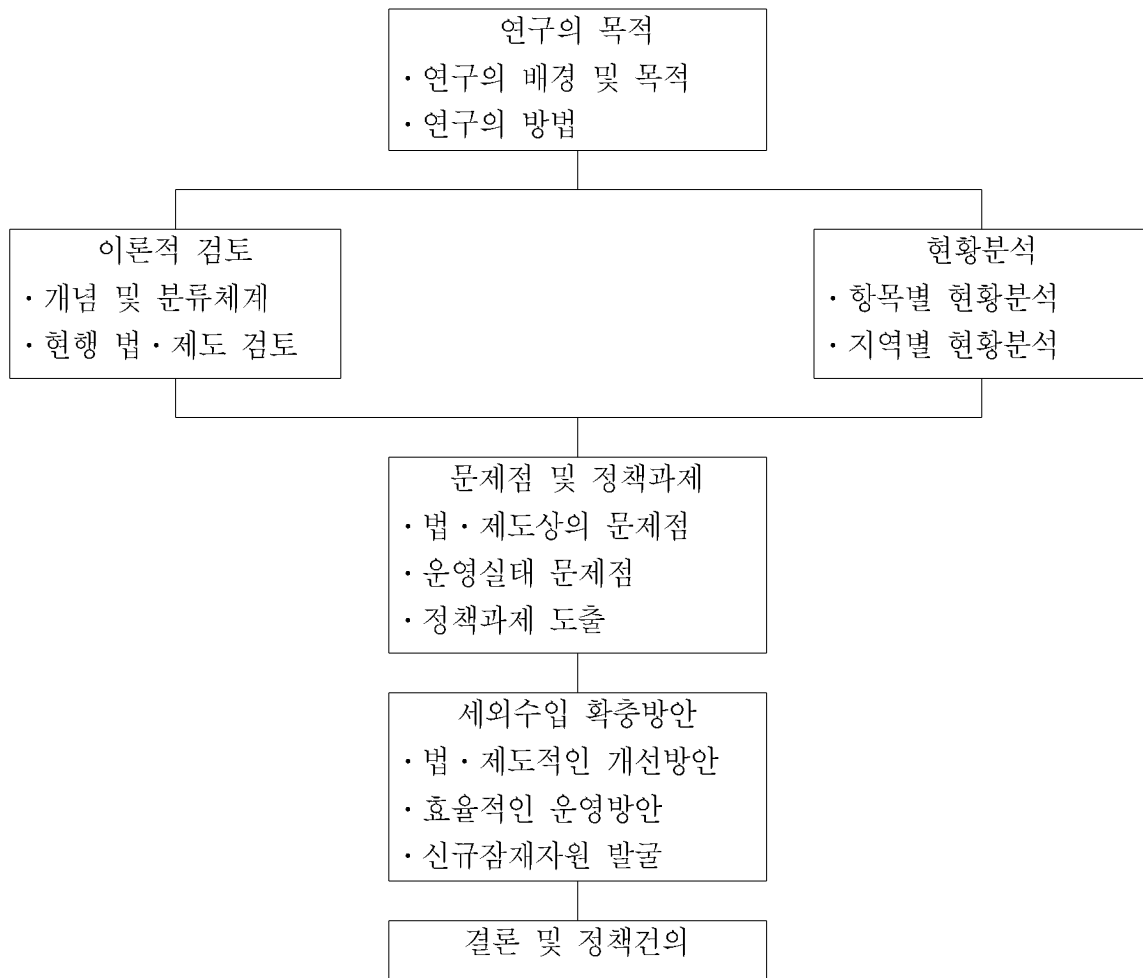 연구의 목적
· 연구의 배경 및 목적
· 연구의 방법
이론적 검토
· 개념 및 분류체계
· 현행 법 · 제도 검토
현황분석
· 항목별 현황분석
· 지역별 현황분석
문제점 및 정책과제
· 법 · 제도상의 문제점
· 운영실태 문제점
· 정책과제 도출
세외수입 확충방안
· 법 · 제도적인 개선방안
· 효율적인 운영방안
· 신규잠재자원 발굴
결론 및 정책건의